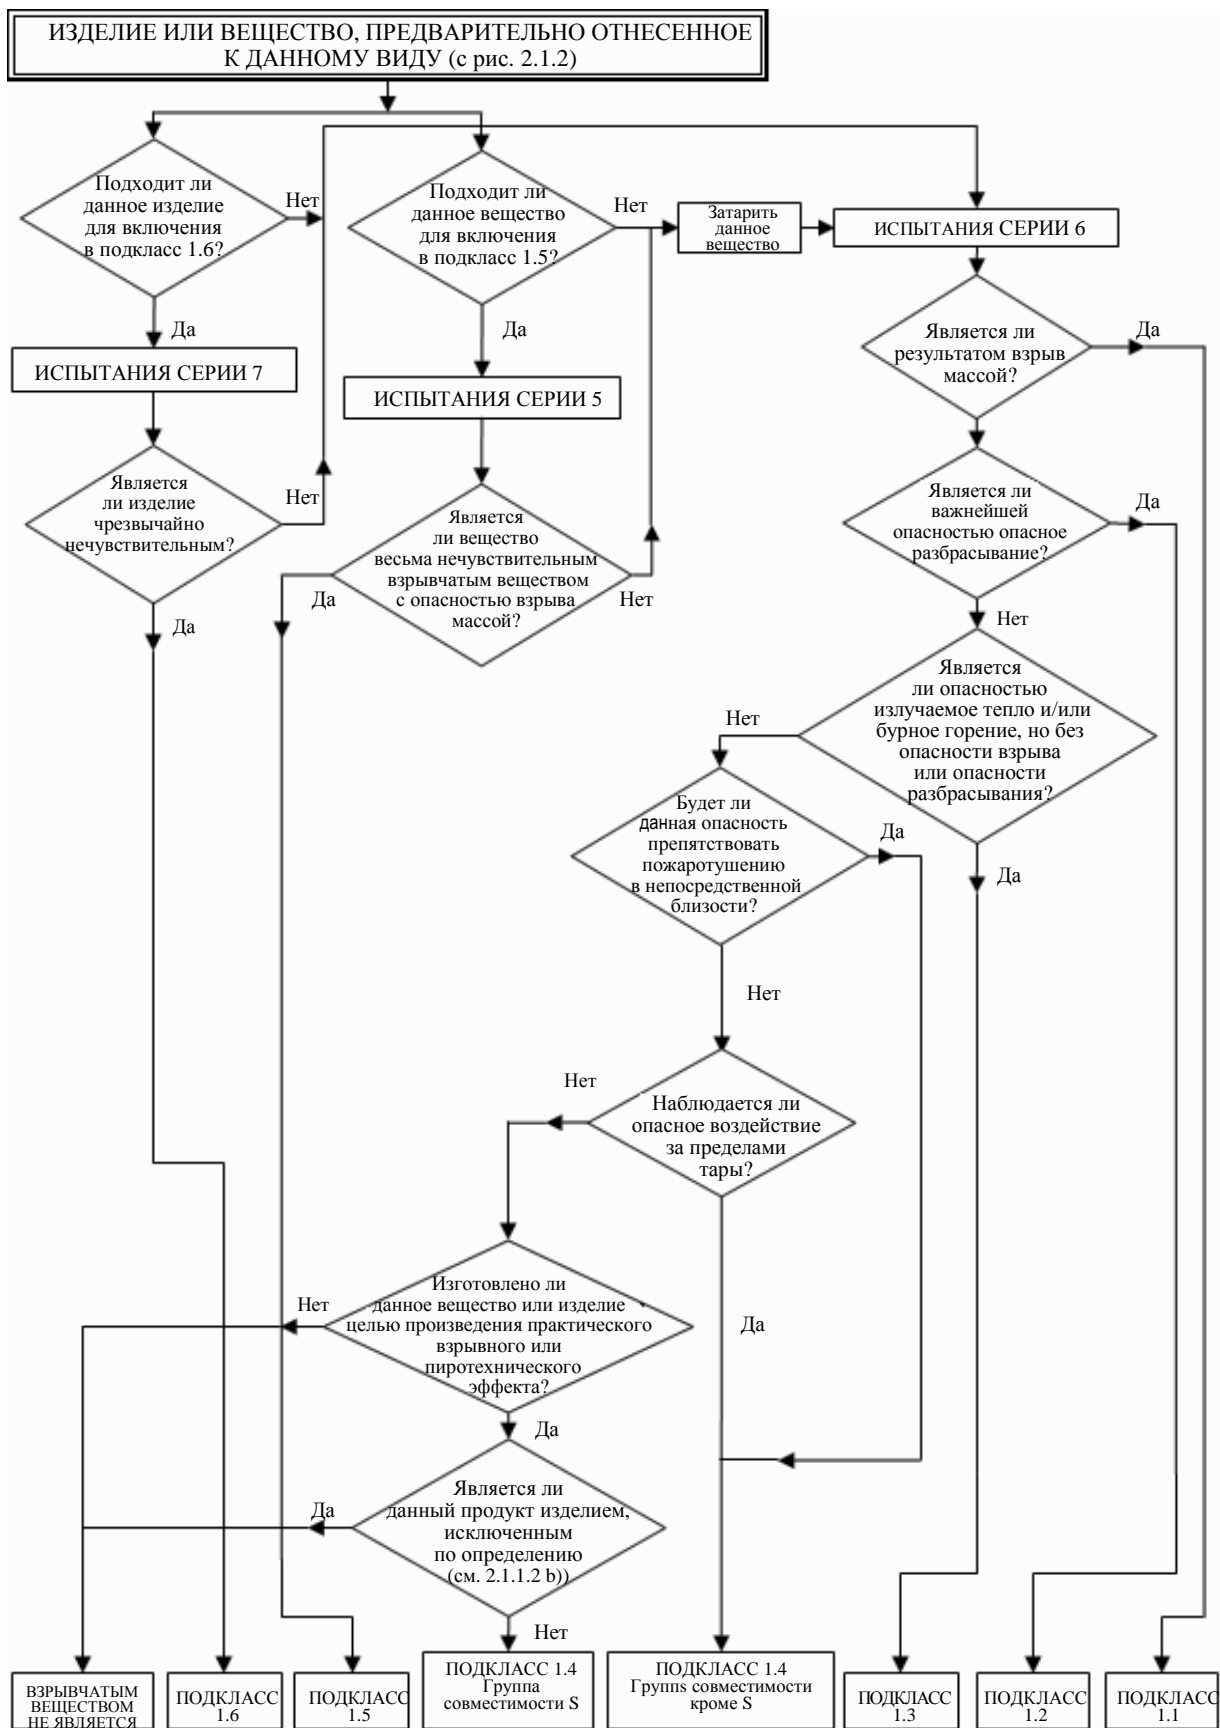 ИЗДЕЛИЕ ИЛИ ВЕЩЕСТВО, ПРЕДВАРИТЕЛЬНО ОТНЕСЕННОЕ
К ДАННОМУ ВИДУ (с рис. 2.1.2)
Подходит ли
данное изделие
для включения
в подкласс 1.6?
Нет
Подходит ли
данное вещество
для включения
в подкласс 1.5?
Нет
Затарить
данное
вещество
ИСПЫТАНИЯ СЕРИИ 6
Да
Да
ИСПЫТАНИЯ СЕРИИ 7
ИСПЫТАНИЯ СЕРИИ 5
Является ли
результатом взрыв
массой?
Да
Является
ли изделие
чрезвычайно
нечувствительным?
Нет
Да
Является
ли вещество
весьма нечувствительным
взрывчатым веществом
с опасностью взрыва
массой?
Да
Нет
Является ли
важнейшей
опасностью опасное
разбрасывание?
Да
Нет
Является
ли опасностью
излучаемое тепло и/или
бурное горение, но без
опасности взрыва
или опасности
разбрасывания?
Нет
Да
Будет ли
данная опасность
препятствовать
пожаротушению
в непосредственной
близости?
Да
Нет
Наблюдается ли
опасное воздействие
за пределами
тары?
Нет
Да
Изготовлено ли
данное вещество или изделие
целью произведения практического
взрывного или
пиротехнического
эффекта?
Нет
Да
Является ли
данный продукт изделием,
исключенным
по определению
(см. 2.1.1.2 b))
Да
Нет
ВЗРЫВЧАТЫМ
ВЕЩЕСТВОМ
НЕ ЯВЛЯЕТСЯ
ПОДКЛАСС
1.6
ПОДКЛАСС
1.5
ПОДКЛАСС 1.4
Группа
совместимости S
ПОДКЛАСС 1.4
Группs совместимости
кроме S
ПОДКЛАСС
1.3
ПОДКЛАСС
1.2
ПОДКЛАСС
1.1